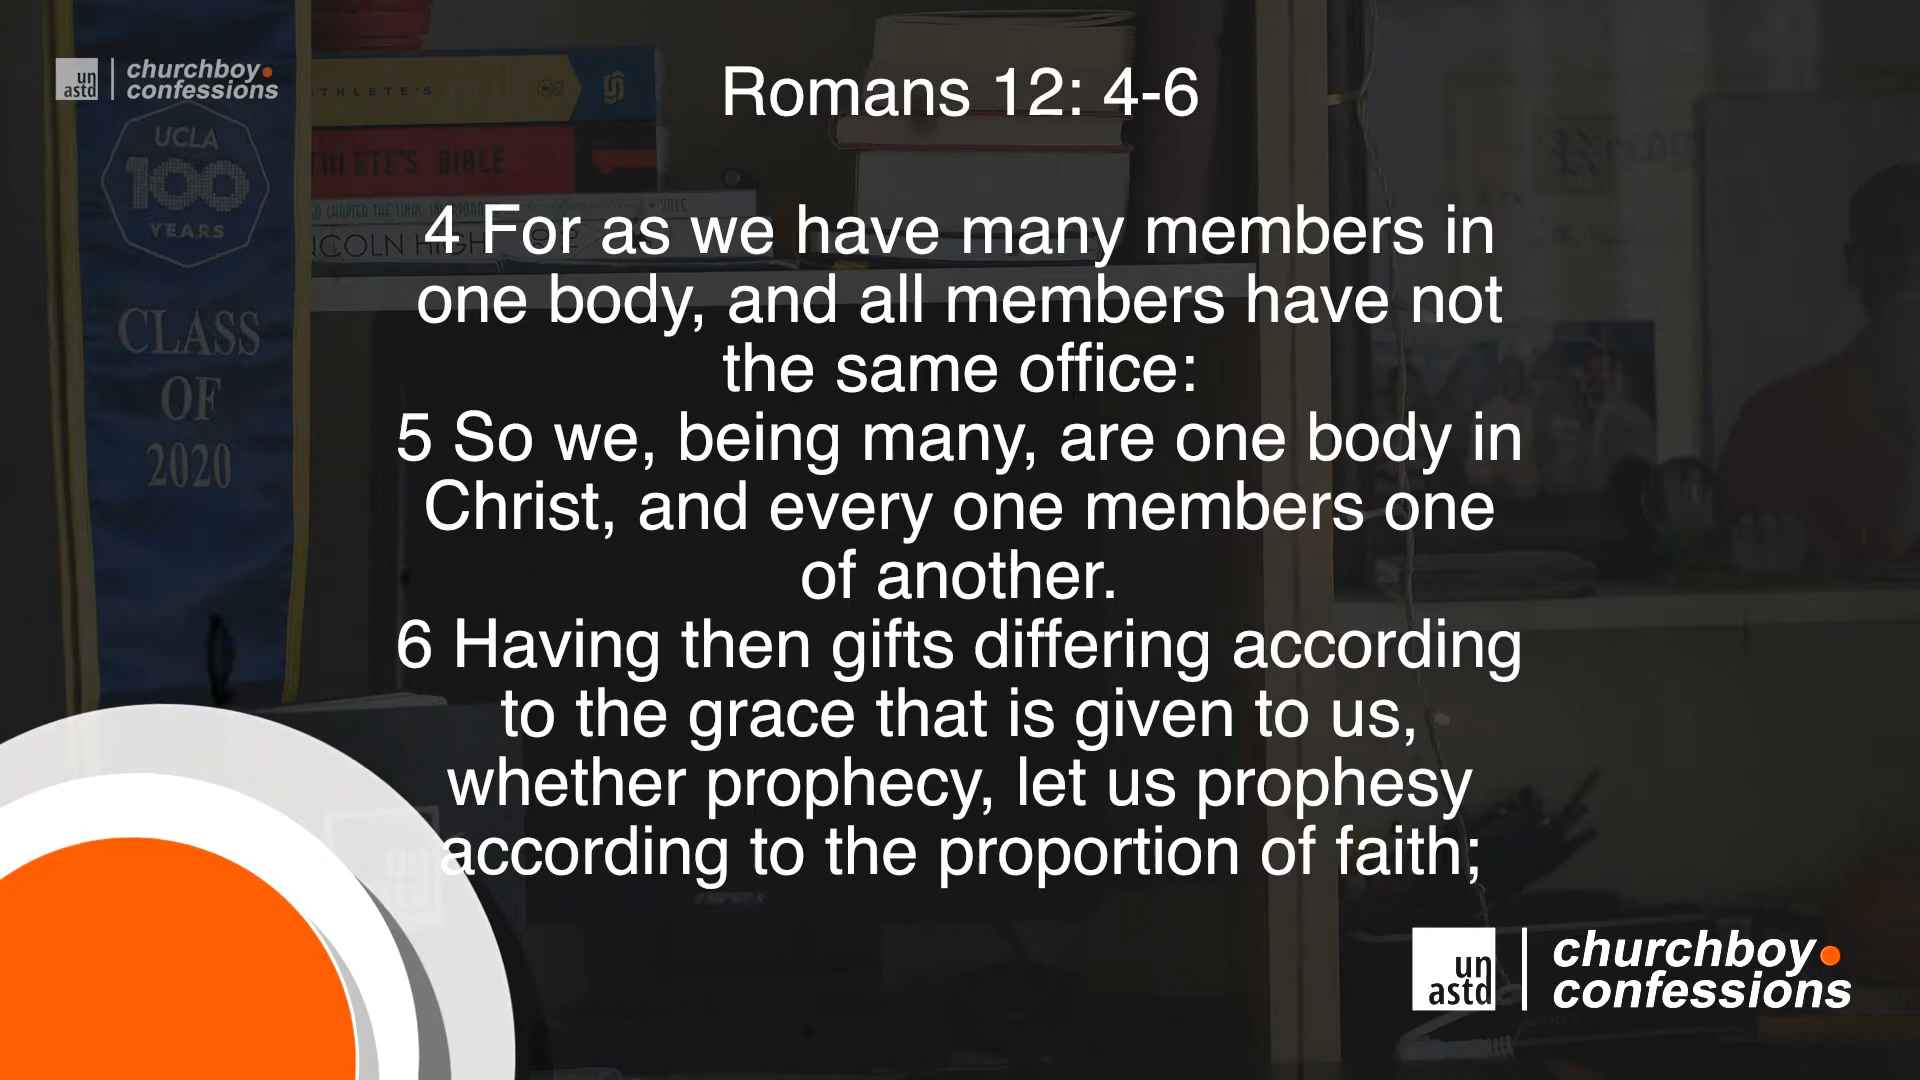 un
astd
churchboy
confessions
UCLA
100
YEARS
CLASS
OF
2020
ATHLETE'S BIBLE
Romans 12: 4-6
4 For as we have many members in
one body, and all members have not
the same office:
5 So we, being many, are one body in
Christ, and every one members one
of another.
6 Having then gifts differing according
to the grace that is given to us,
whether prophecy, let us prophesy
according to the proportion of faith;
un
astd
churchboy
confessions